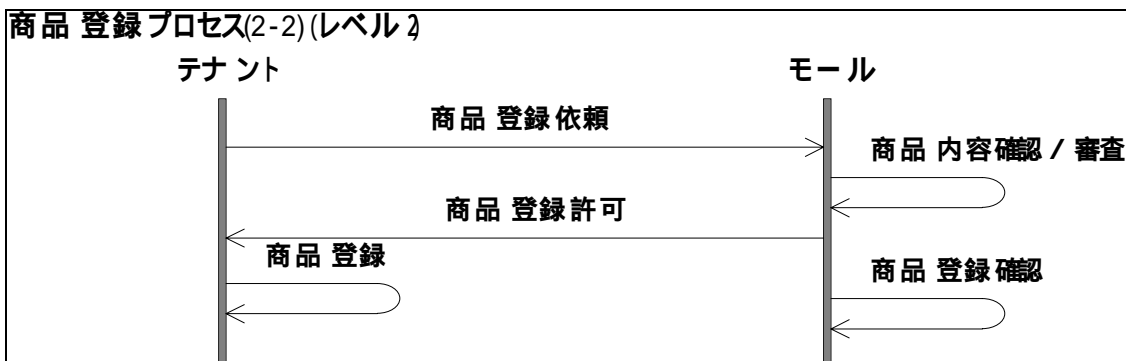 商品登録プロセス(2-2)(レベル2)
テナント
モール
商品登録依頼
商品内容確認/審査
商品登録許可
商品登録
商品登録確認